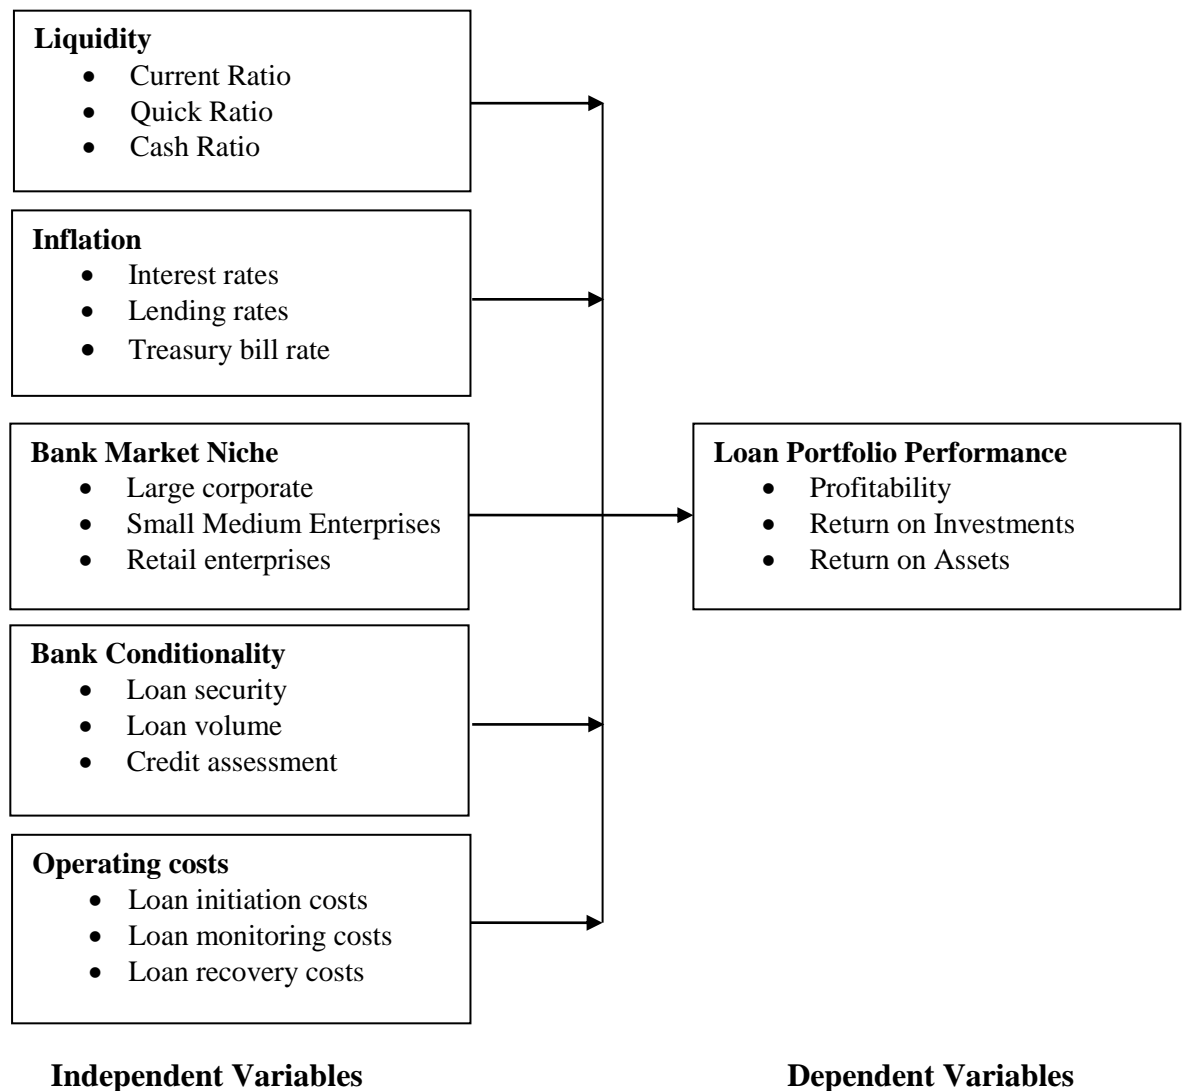 Liquidity
• Current Ratio
• Quick Ratio
• Cash Ratio
Inflation
• Interest rates
• Lending rates
• Treasury bill rate
Bank Market Niche
• Large corporate
• Small Medium Enterprises
• Retail enterprises
Loan Portfolio Performance
• Profitability
• Return on Investments
• Return on Assets
Bank Conditionality
• Loan security
• Loan volume
• Credit assessment
Operating costs
• Loan initiation costs
• Loan monitoring costs
• Loan recovery costs
Independent Variables
Dependent Variables